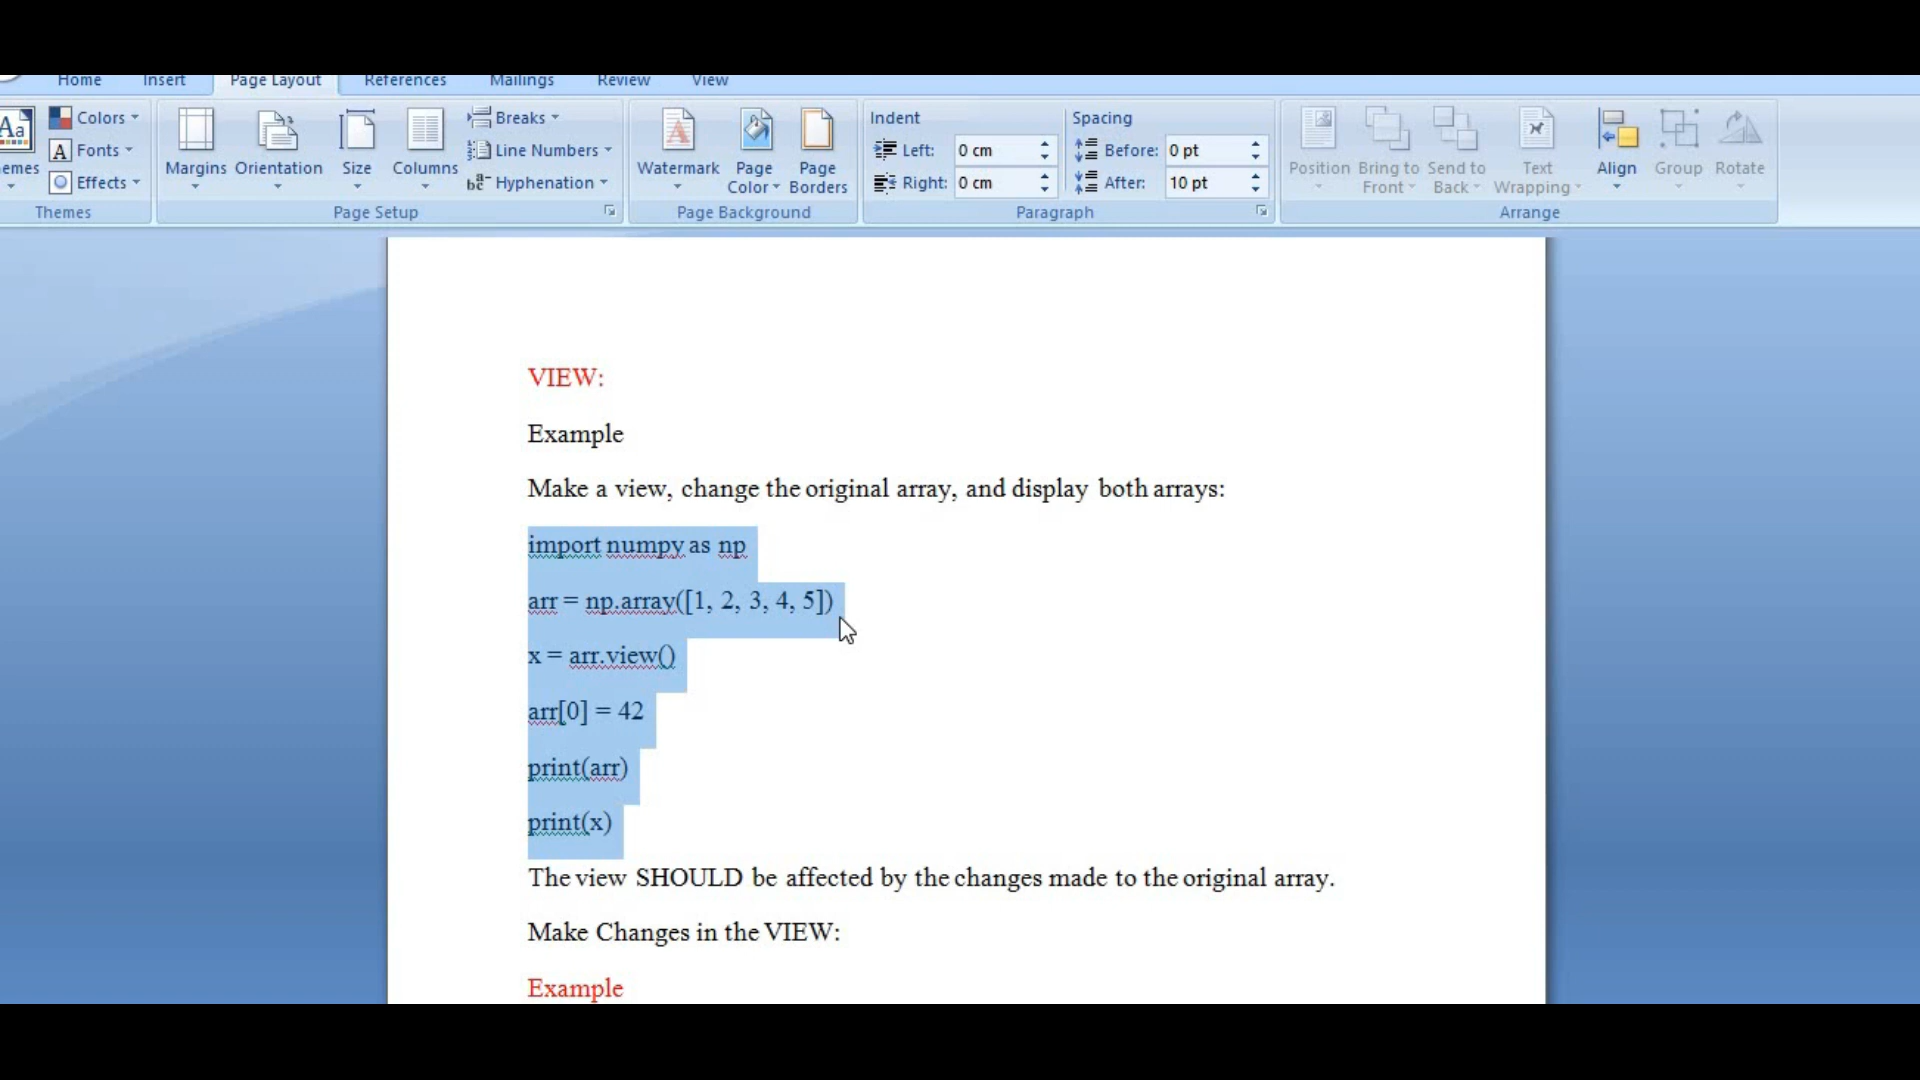 Home Insert Page Layout References Mailings Review View
Colors Breaks Indent Spacing
Fonts Line Numbers Left: 0 cm Before: 0 pt
Margins Orientation Size Columns Watermark Page Color Page Borders Position Bring to Front Send to Back Text Wrapping Align Group Rotate
Effects Hyphenation Right: 0 cm After: 10 pt
Themes Page Setup Page Background Paragraph Arrange
VIEW:
Example
Make a view, change the original array, and display both arrays:
import numpy as np
arr = np.array([1, 2, 3, 4, 5])
x = arr.view()
arr[0] = 42
print(arr)
print(x)
The view SHOULD be affected by the changes made to the original array.
Make Changes in the VIEW:
Example